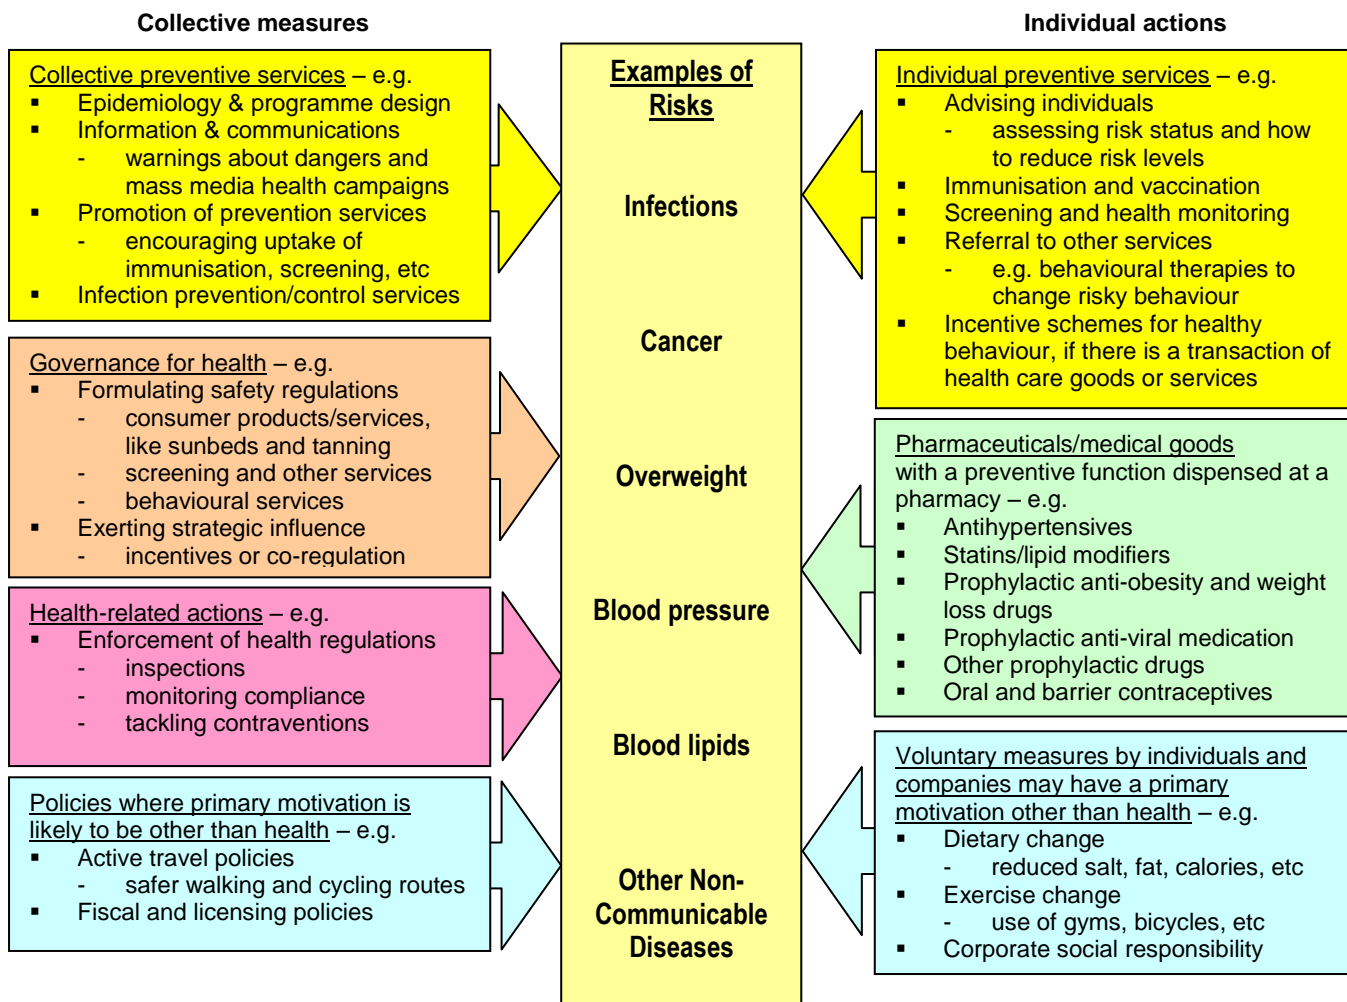 Collective measures
Individual actions
Collective preventive services – e.g.
▪ Epidemiology & programme design
▪ Information & communications
- warnings about dangers and
mass media health campaigns
▪ Promotion of prevention services
- encouraging uptake of
immunisation, screening, etc
▪ Infection prevention/control services
Governance for health – e.g.
▪ Formulating safety regulations
- consumer products/services,
like sunbeds and tanning
- screening and other services
- behavioural services
▪ Exerting strategic influence
- incentives or co-regulation
Health-related actions – e.g.
▪ Enforcement of health regulations
- inspections
- monitoring compliance
- tackling contraventions
Policies where primary motivation is
likely to be other than health – e.g.
▪ Active travel policies
- safer walking and cycling routes
▪ Fiscal and licensing policies
Examples of
Risks
Infections
Cancer
Overweight
Blood pressure
Blood lipids
Other Non-
Communicable
Diseases
Individual preventive services – e.g.
▪ Advising individuals
- assessing risk status and how
to reduce risk levels
▪ Immunisation and vaccination
▪ Screening and health monitoring
▪ Referral to other services
- e.g. behavioural therapies to
change risky behaviour
▪ Incentive schemes for healthy
behaviour, if there is a transaction of
health care goods or services
Pharmaceuticals/medical goods
with a preventive function dispensed at a
pharmacy – e.g.
▪ Antihypertensives
▪ Statins/lipid modifiers
▪ Prophylactic anti-obesity and weight
loss drugs
▪ Prophylactic anti-viral medication
▪ Other prophylactic drugs
▪ Oral and barrier contraceptives
Voluntary measures by individuals and
companies may have a primary
motivation other than health – e.g.
▪ Dietary change
- reduced salt, fat, calories, etc
▪ Exercise change
- use of gyms, bicycles, etc
▪ Corporate social responsibility